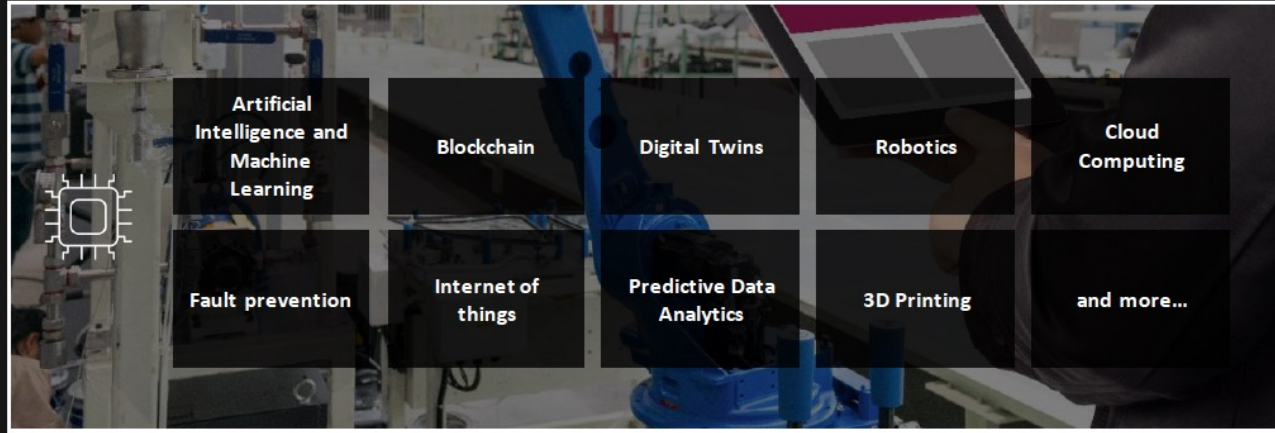 Artificial
Intelligence and
Machine
Learning
Blockchain
Digital Twins
Robotics
Cloud
Computing
Fault prevention
Internet of
things
Predictive Data
Analytics
3D Printing
and more...